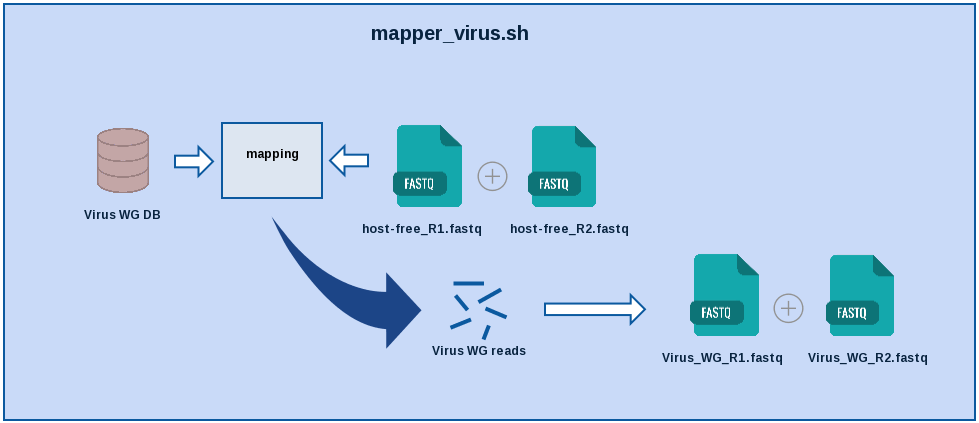 mapper_virus.sh
mapping
FASTQ
FASTQ
Virus WG DB
host-free_R1.fastq
host-free_R2.fastq
FASTQ
FASTQ
Virus WG reads
Virus_WG_R1.fastq
Virus_WG_R2.fastq